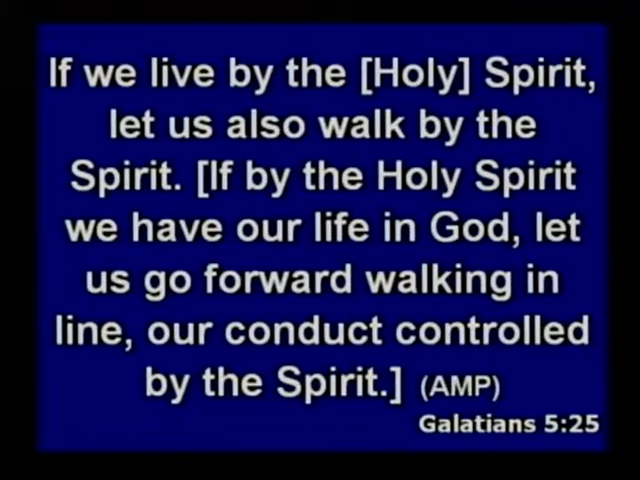 If we live by the [Holy] Spirit,
let us also walk by the
Spirit. [If by the Holy Spirit
we have our life in God, let
us go forward walking in
line, our conduct controlled
by the Spirit.] (AMP)
Galatians 5:25